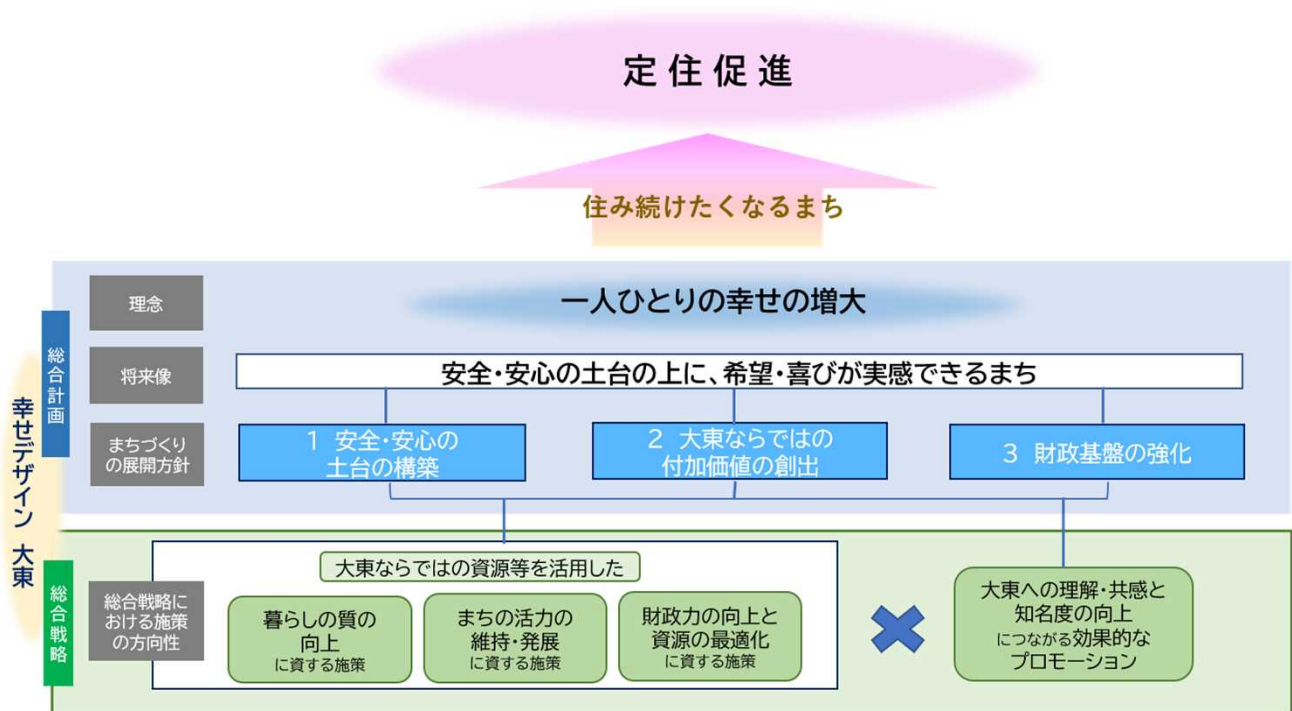 定住促進
住み続けたくなるまち
幸せデザイン 大東
総合計画
理念
一人ひとりの幸せの増大
将来像
安全・安心の土台の上に、希望・喜びが実感できるまち
まちづくり
の展開方針
1 安全・安心の
土台の構築
2 大東ならではの
付加価値の創出
3 財政基盤の強化
総合戦略
総合戦略に
おける施策
の方向性
大東ならではの資源等を活用した
暮らしの質の
向上
に資する施策
まちの活力の
維持・発展
に資する施策
財政力の向上と
資源の最適化
に資する施策
大東への理解・共感と
知名度の向上
につながる効果的な
プロモーション